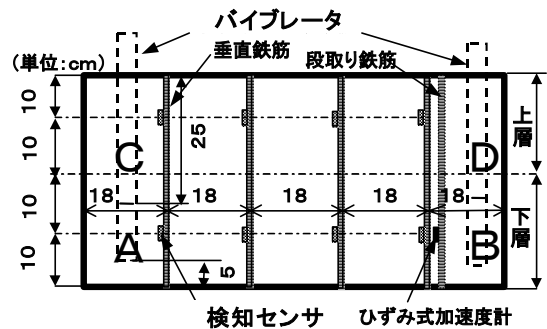 バイブレータ
垂直鉄筋
段取り鉄筋
(単位:cm)
10
10
10
10
25
上層
下層
C
D
18
18
18
18
18
A
B
5
検知センサ
ひずみ式加速度計